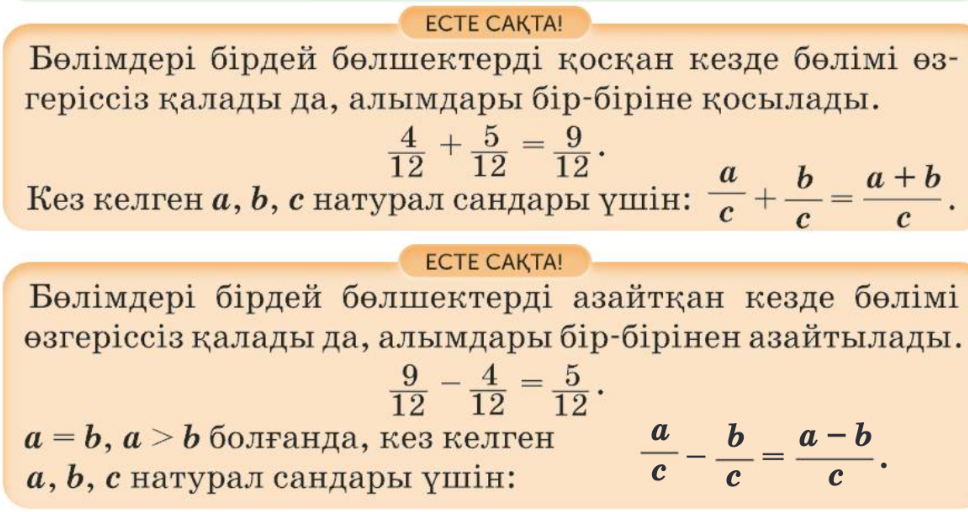 ЕСТЕ САҚТА!
Бөлімдері бірдей бөлшектерді қосқан кезде бөлімі өз-
геріссіз қалады да, алымдары бір-біріне қосылады.
4/12 + 5/12 = 9/12.
Кез келген a, b, c натурал сандары үшін: a/c + b/c = (a + b)/c.
ЕСТЕ САҚТА!
Бөлімдері бірдей бөлшектерді азайтқан кезде бөлімі
өзгеріссіз қалады да, алымдары бір-бірінен азайтылады.
9/12 − 4/12 = 5/12.
a = b, a > b болғанда, кез келген
a, b, c натурал сандары үшін: a/c − b/c = (a − b)/c.